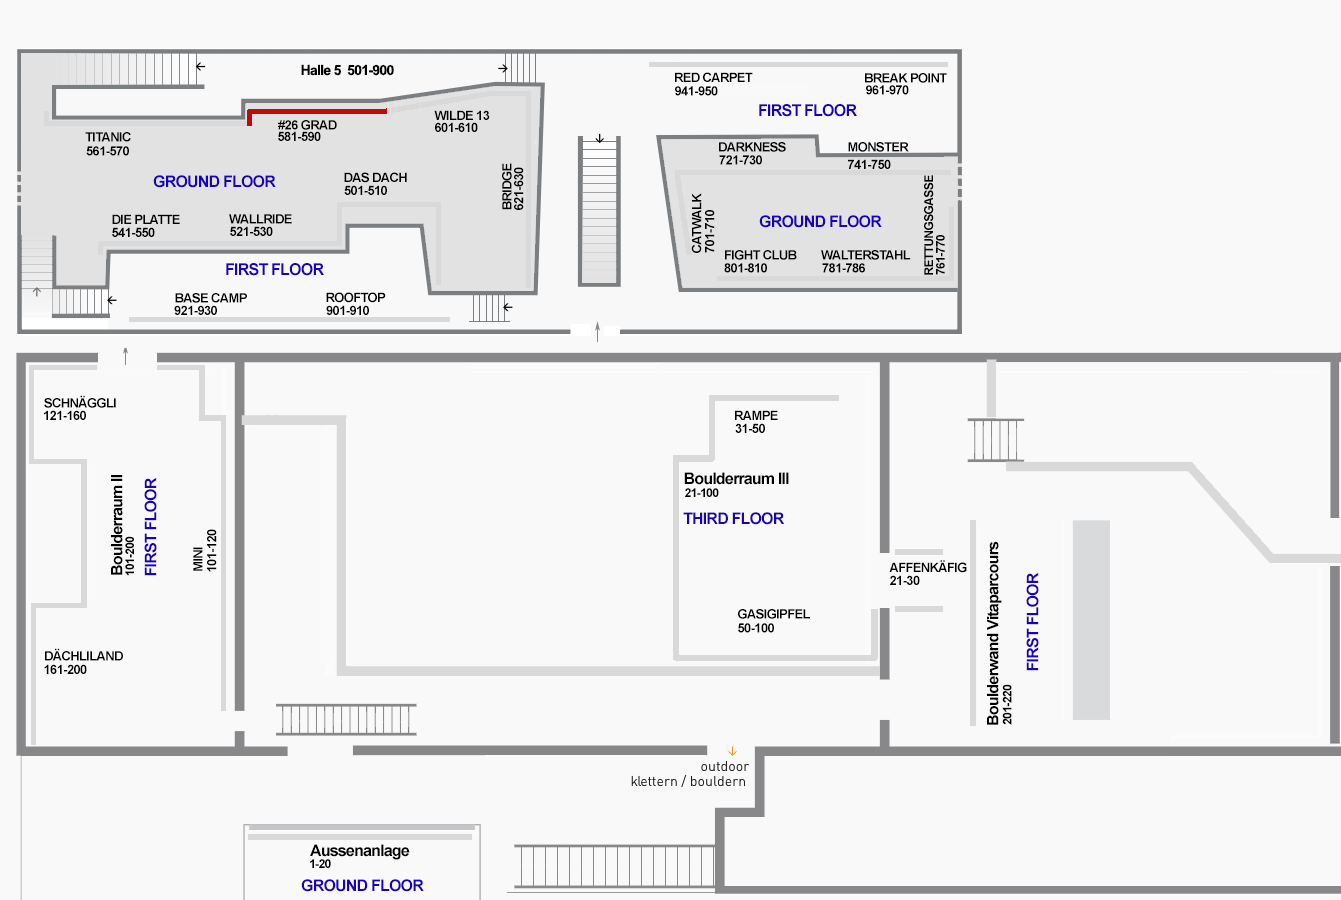 Halle 5 501-900
RED CARPET
941-950
BREAK POINT
961-970
FIRST FLOOR
TITANIC
561-570
#26 GRAD
581-590
WILDE 13
601-610
GROUND FLOOR
DAS DACH
501-510
BRIDGE
621-630
DIE PLATTE
541-550
WALLRIDE
521-530
FIRST FLOOR
BASE CAMP
921-930
ROOFTOP
901-910
DARKNESS
721-730
MONSTER
741-750
CATWALK
701-710
GROUND FLOOR
RETTUNGSGASSE
761-770
FIGHT CLUB
801-810
WALTERSTAHL
781-786
SCHNÄGGLI
121-160
Boulderraum II
101-200
FIRST FLOOR
MINI
101-120
DÄCHLILAND
161-200
RAMPE
31-50
Boulderraum III
21-100
THIRD FLOOR
GASIGIPFEL
50-100
AFFENKÄFIG
21-30
Boulderwand Vitaparcours
201-220
FIRST FLOOR
outdoor
klettern / bouldern
Aussenanlage
1-20
GROUND FLOOR